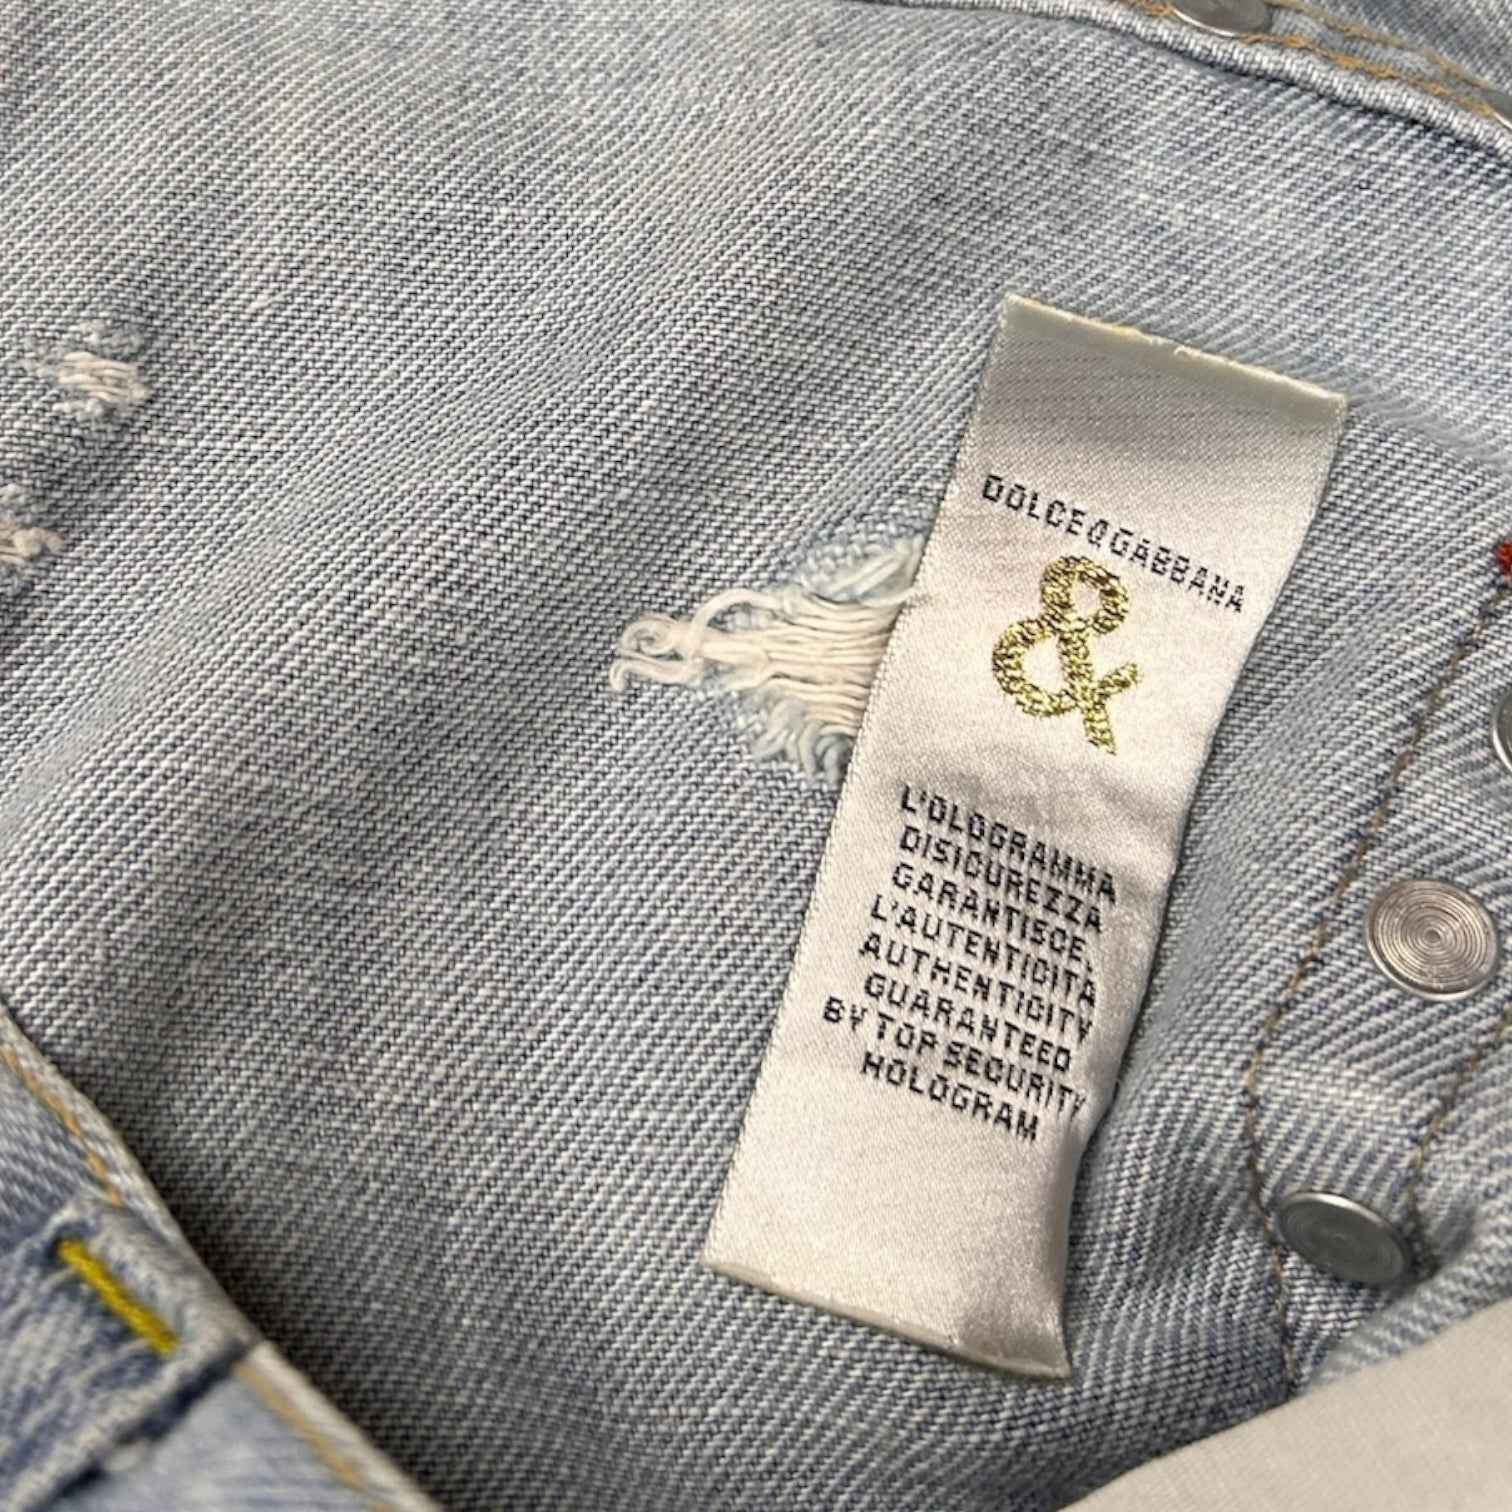 DOLCE&GABBANA
&
L'OLOGRAMMA
DISICUREZZA
GARANTISCE
L'AUTENTICITÀ
AUTHENTICITY
GUARANTEED
BY TOP SECURITY
HOLOGRAM